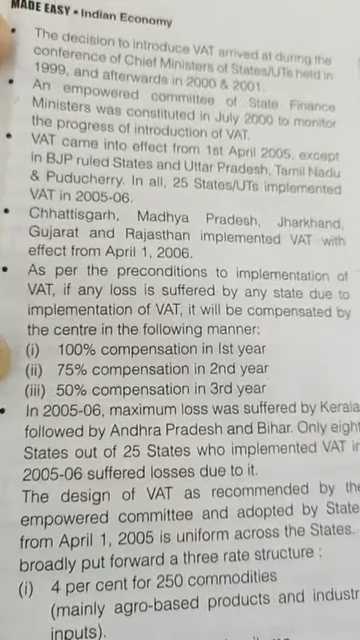 MADE EASY • Indian Economy
• The decision to introduce VAT arrived at during the
conference of Chief Ministers of States/UTs held in
1999, and afterwards in 2000 & 2001.
• An empowered committee of State Finance
Ministers was constituted in July 2000 to monitor
the progress of introduction of VAT.
• VAT came into effect from 1st April 2005, except
in BJP ruled States and Uttar Pradesh, Tamil Nadu
& Puducherry. In all, 25 States/UTs implemented
VAT in 2005-06.
• Chhattisgarh, Madhya Pradesh, Jharkhand,
Gujarat and Rajasthan implemented VAT with
effect from April 1, 2006.
• As per the preconditions to implementation of
VAT, if any loss is suffered by any state due to
implementation of VAT, it will be compensated by
the centre in the following manner:
(i) 100% compensation in Ist year
(ii) 75% compensation in 2nd year
(iii) 50% compensation in 3rd year
• In 2005-06, maximum loss was suffered by Kerala
followed by Andhra Pradesh and Bihar. Only eight
States out of 25 States who implemented VAT in
2005-06 suffered losses due to it.
The design of VAT as recommended by the
empowered committee and adopted by State
from April 1, 2005 is uniform across the States.
broadly put forward a three rate structure :
(i) 4 per cent for 250 commodities
(mainly agro-based products and industr
inputs).